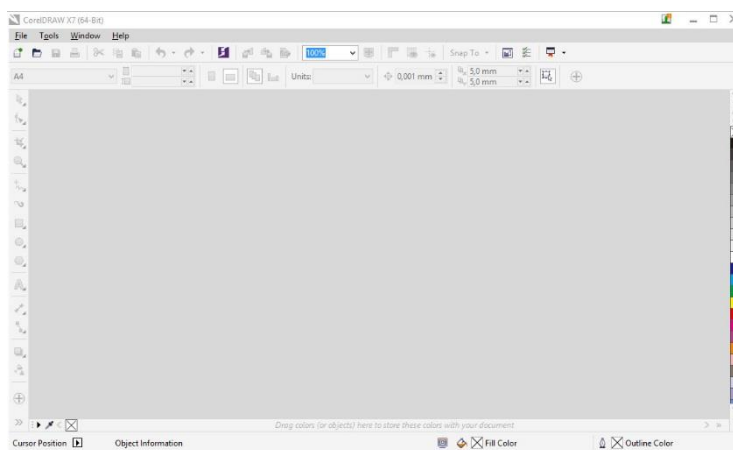 CorelDRAW X7 (64-Bit)
File Tools Window Help
100% Snap To
A4 Units: 0,001 mm 5,0 mm
5,0 mm
Drag colors (or objects) here to store these colors with your document
Cursor Position Object Information Fill Color Outline Color